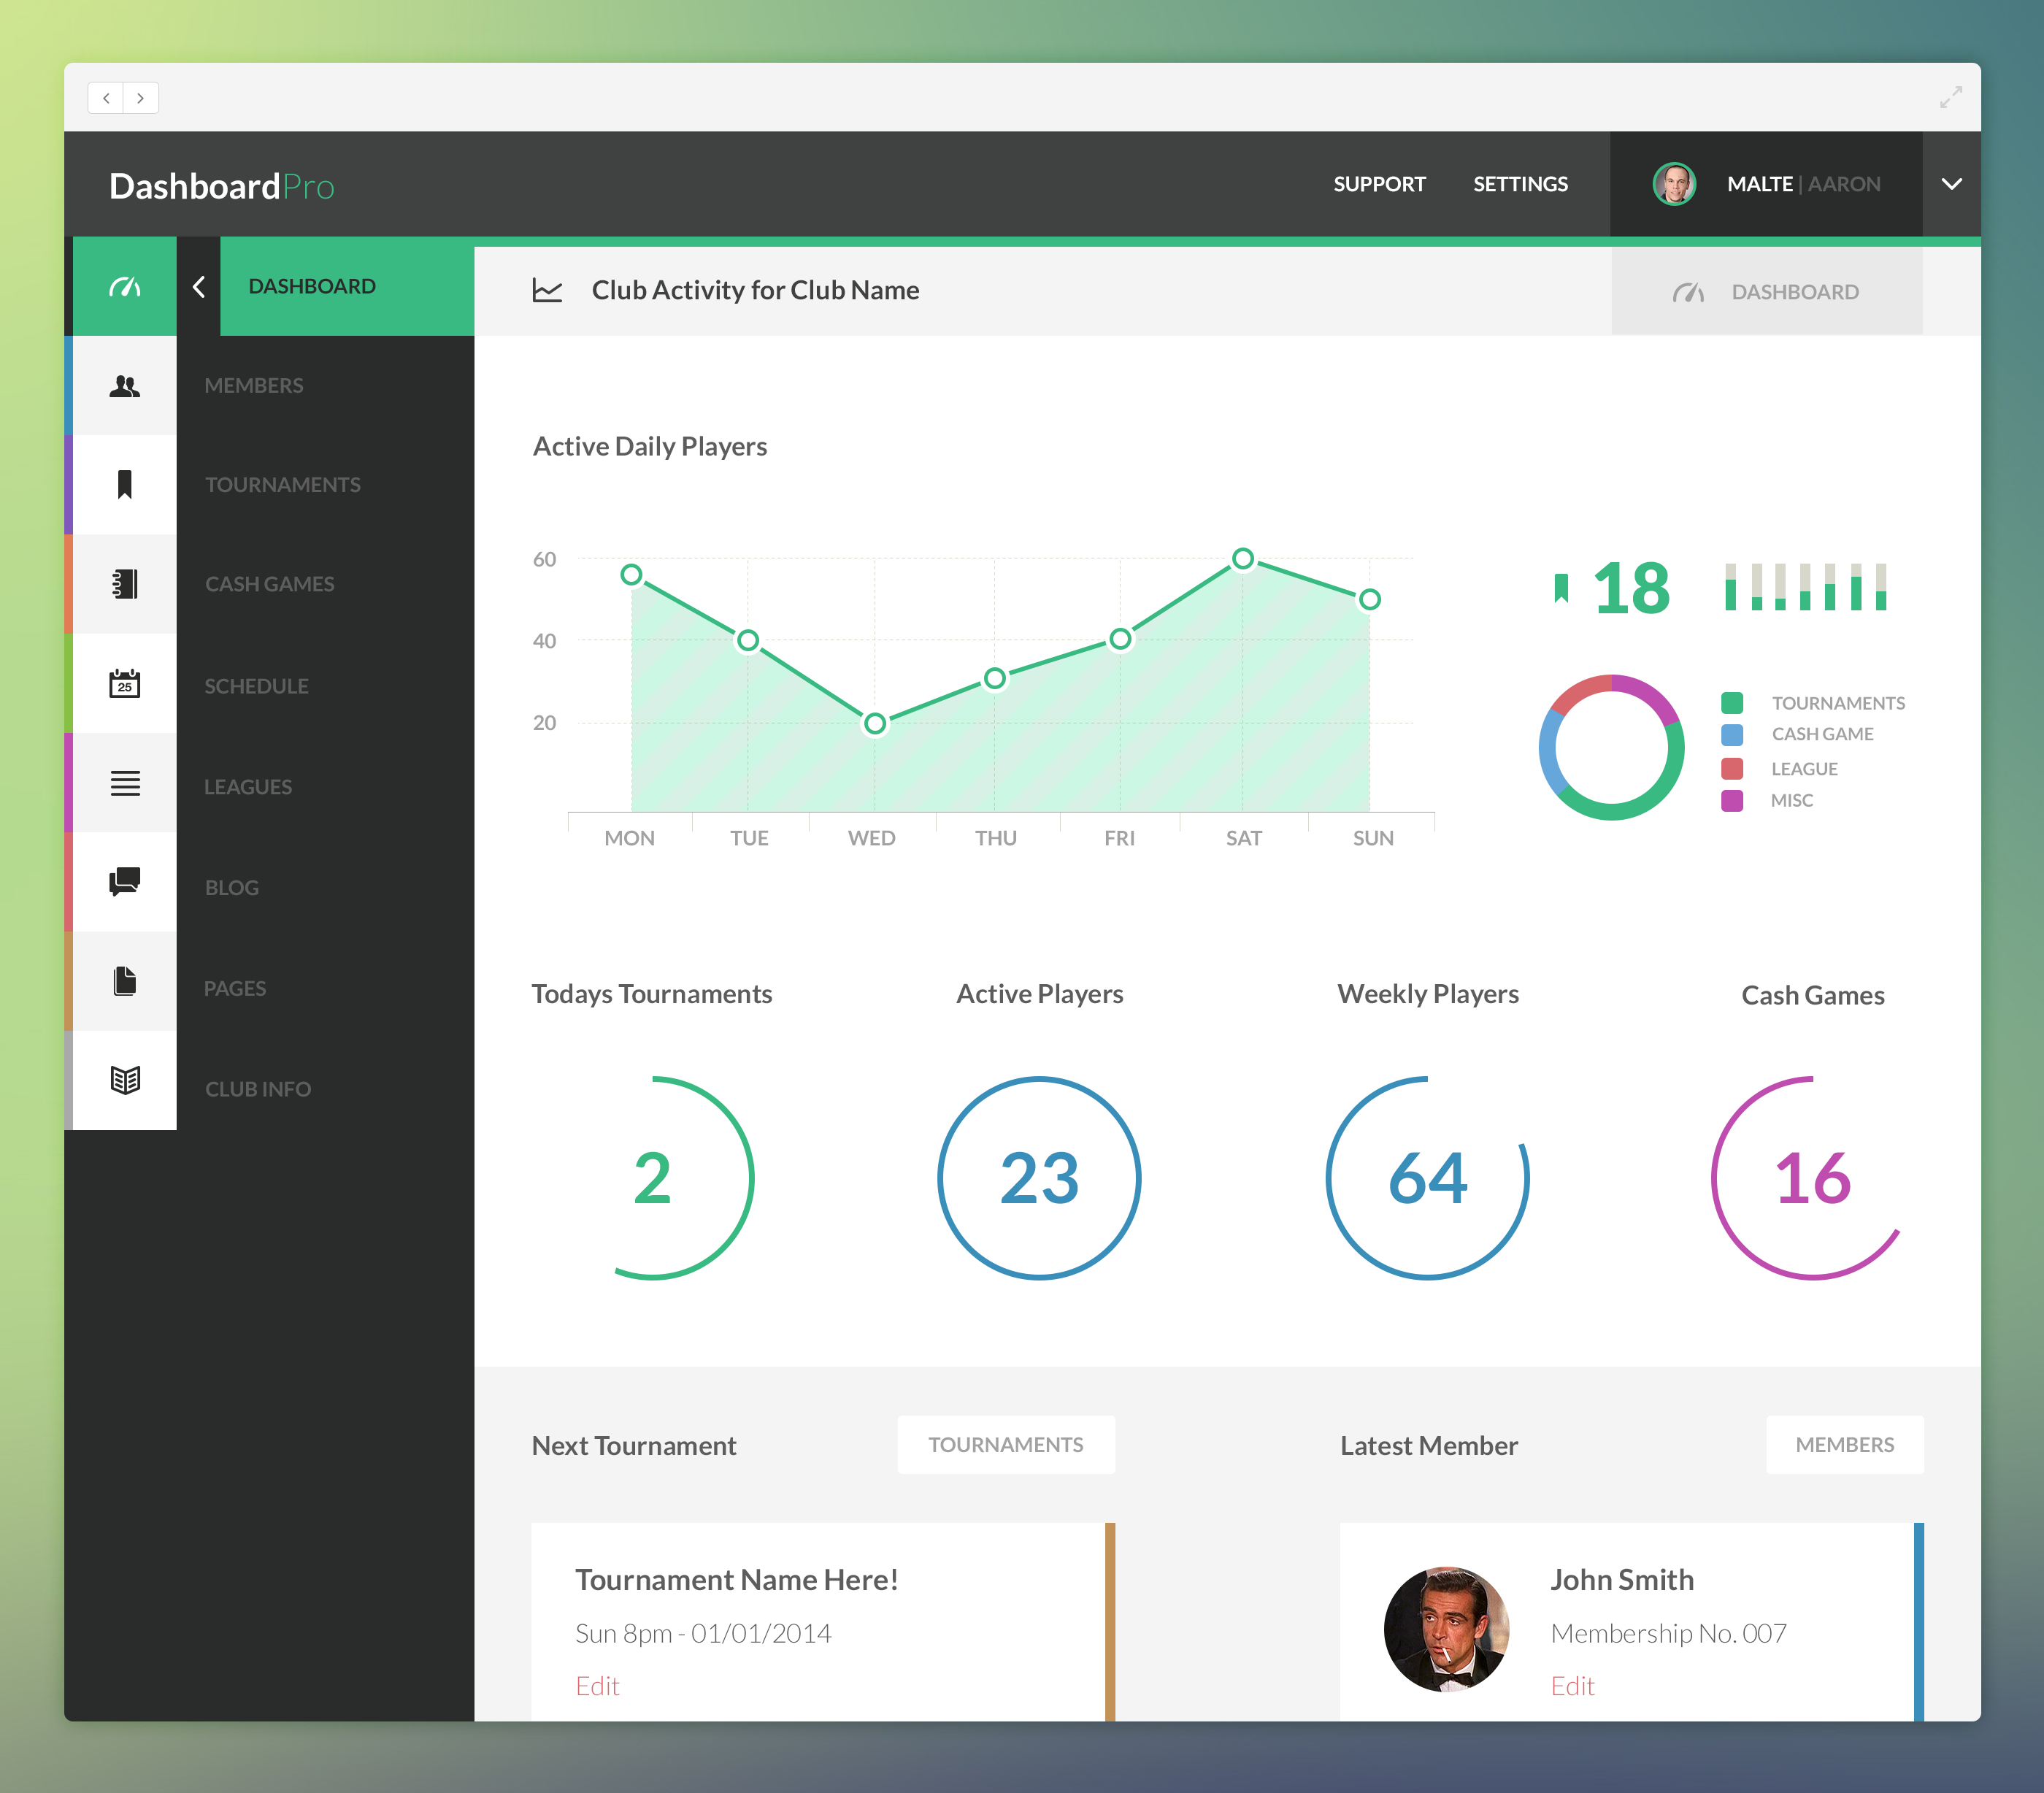 DashboardPro
SUPPORT
SETTINGS
MALTE | AARON
DASHBOARD
Club Activity for Club Name
DASHBOARD
MEMBERS
TOURNAMENTS
CASH GAMES
SCHEDULE
25
LEAGUES
BLOG
PAGES
CLUB INFO
Active Daily Players
60
40
20
MON
TUE
WED
THU
FRI
SAT
SUN
18
TOURNAMENTS
CASH GAME
LEAGUE
MISC
Todays Tournaments
2
Active Players
23
Weekly Players
64
Cash Games
16
Next Tournament
TOURNAMENTS
Tournament Name Here!
Sun 8pm - 01/01/2014
Edit
Latest Member
MEMBERS
John Smith
Membership No. 007
Edit